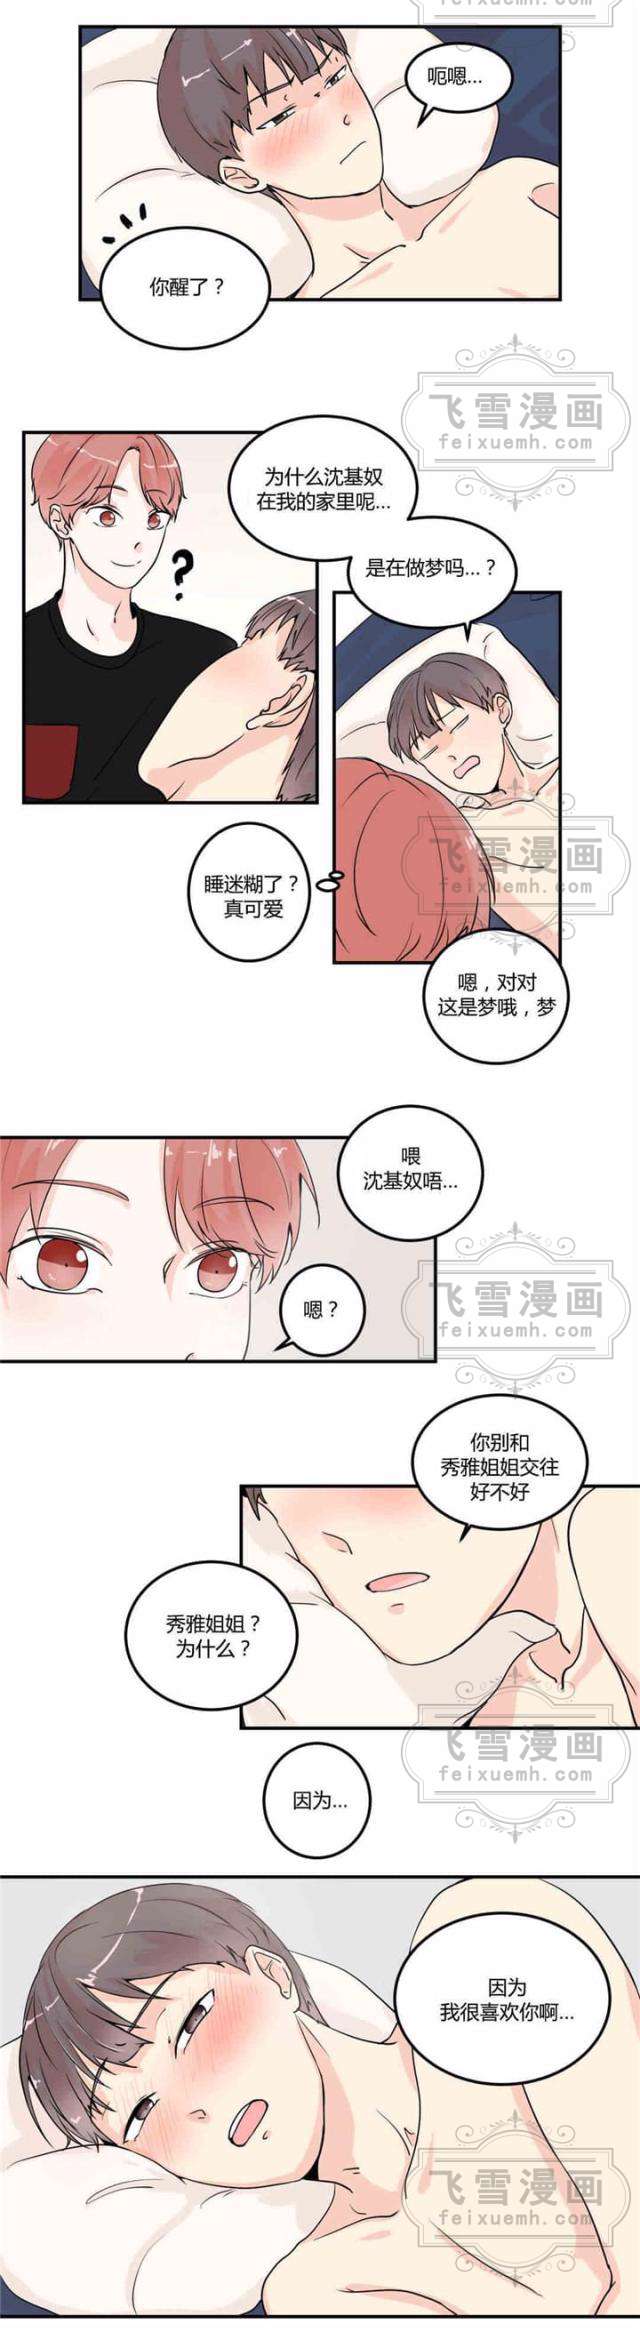 飞雪漫画
feixuemh.com
呃嗯...
你醒了？
飞雪漫画
feixuemh.com
为什么沈基奴
在我的家里呢...
是在做梦吗...？
?
飞雪漫画
feixuemh.com
睡迷糊了？
真可爱
嗯，对对
这是梦哦，梦
喂
沈基奴唔...
嗯？
飞雪漫画
feixuemh.com
你别和
秀雅姐姐交往
好不好
秀雅姐姐？
为什么？
飞雪漫画
feixuemh.com
因为...
因为
我很喜欢你啊...
飞雪漫画
feixuemh.com